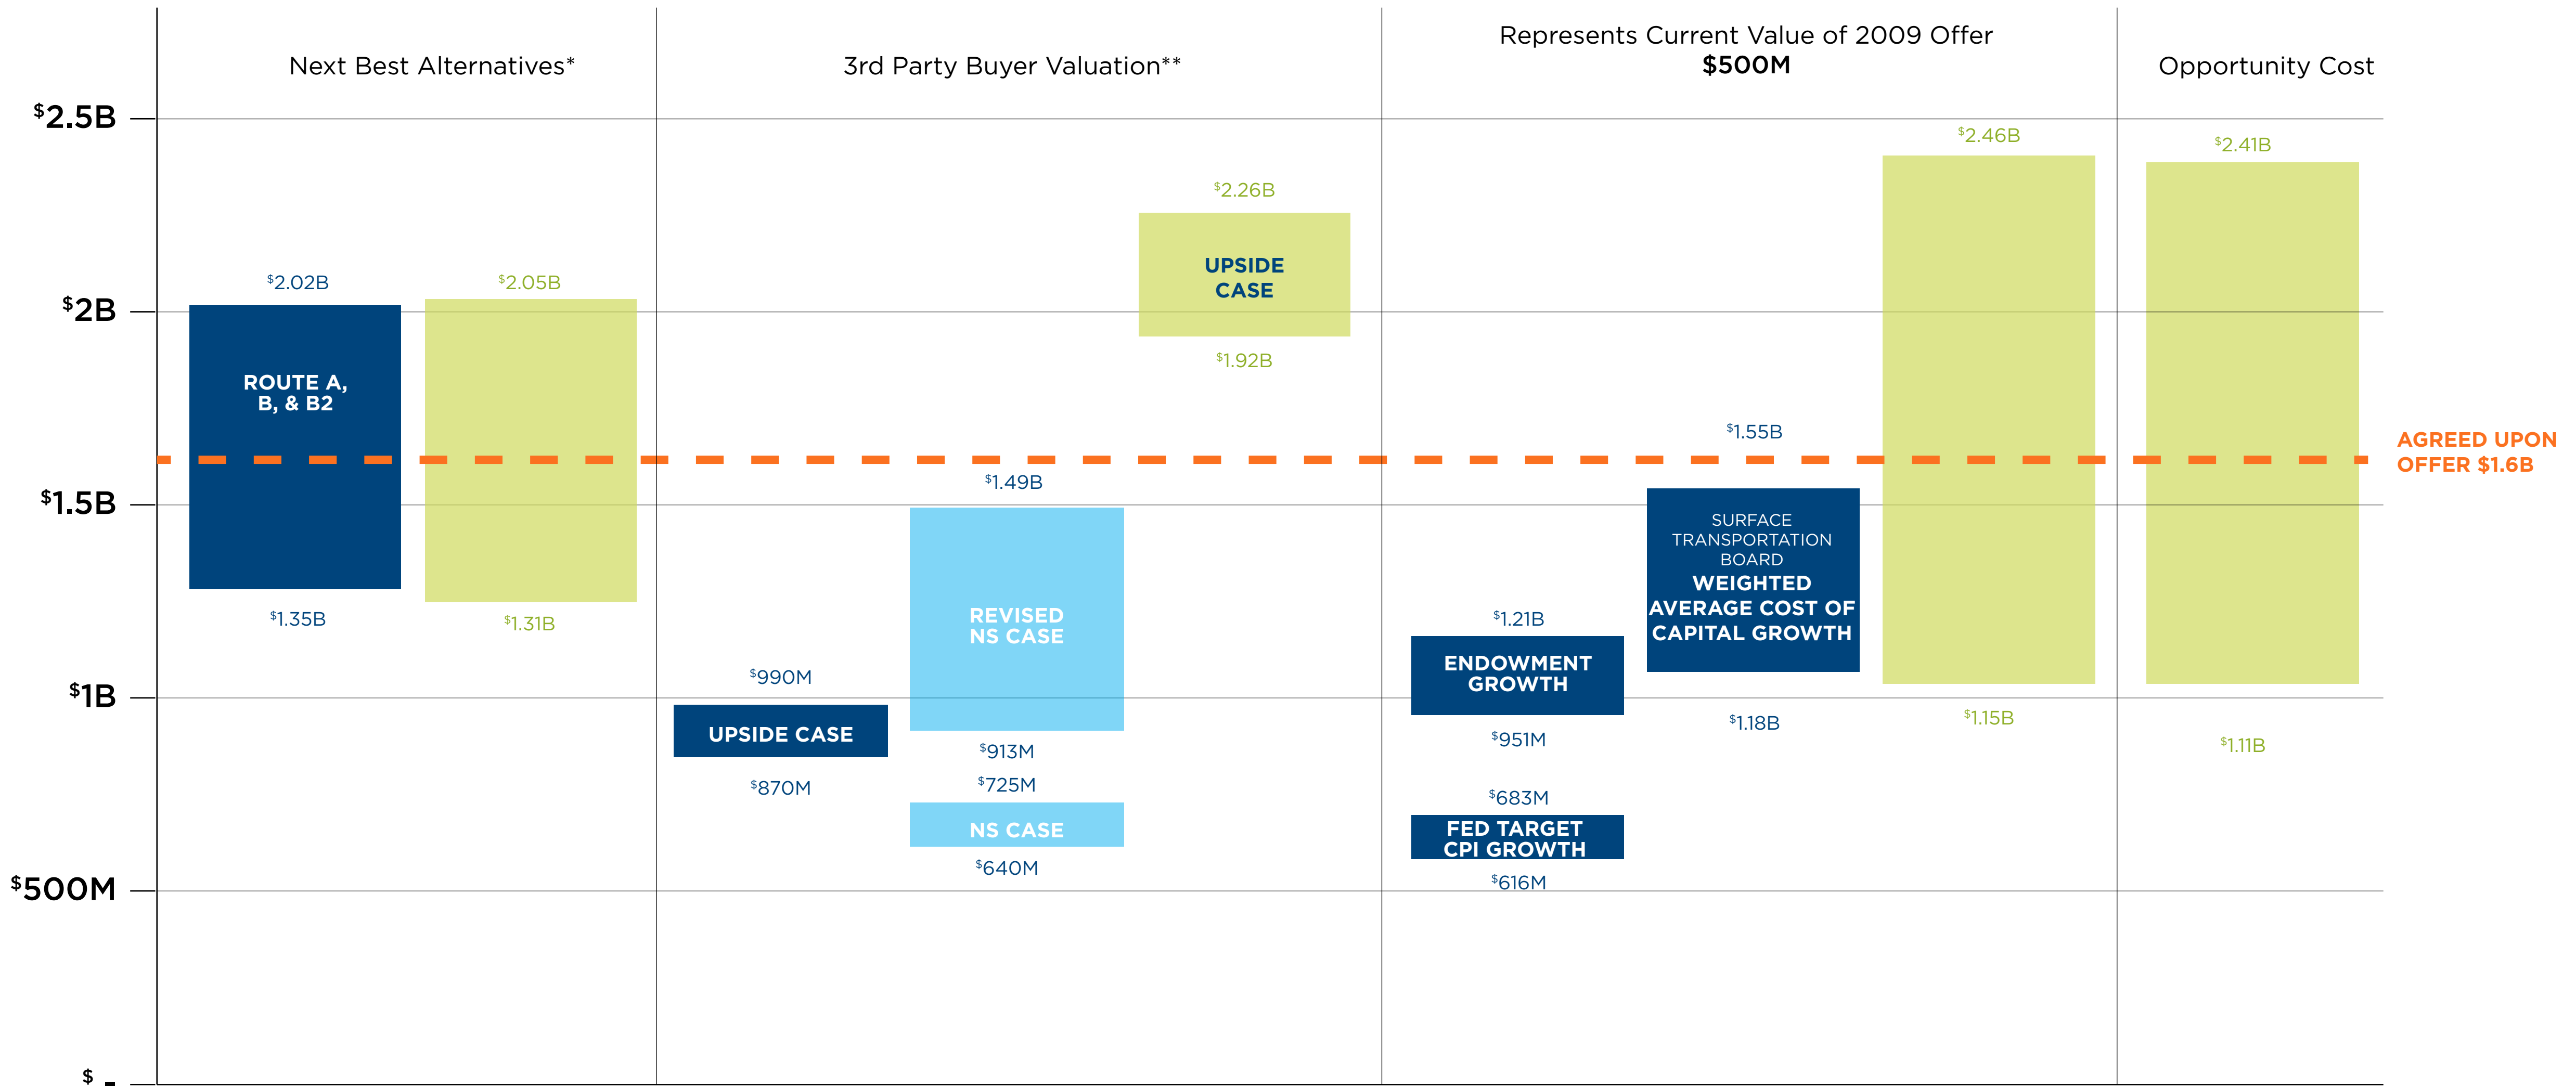 Next Best Alternatives*
3rd Party Buyer Valuation**
Represents Current Value of 2009 Offer
$500M
Opportunity Cost
$2.5B
$2B
$1.5B
$1B
$500M
$ -
$2.02B
ROUTE A,
B, & B2
$1.35B
$2.05B
$1.31B
$990M
UPSIDE CASE
$870M
$1.49B
REVISED
NS CASE
$913M
$725M
NS CASE
$640M
$2.26B
UPSIDE
CASE
$1.92B
$1.21B
ENDOWMENT
GROWTH
$951M
$683M
FED TARGET
CPI GROWTH
$616M
$1.55B
SURFACE
TRANSPORTATION
BOARD
WEIGHTED
AVERAGE COST OF
CAPITAL GROWTH
$1.18B
$2.46B
$1.15B
$2.41B
$1.11B
AGREED UPON
OFFER $1.6B